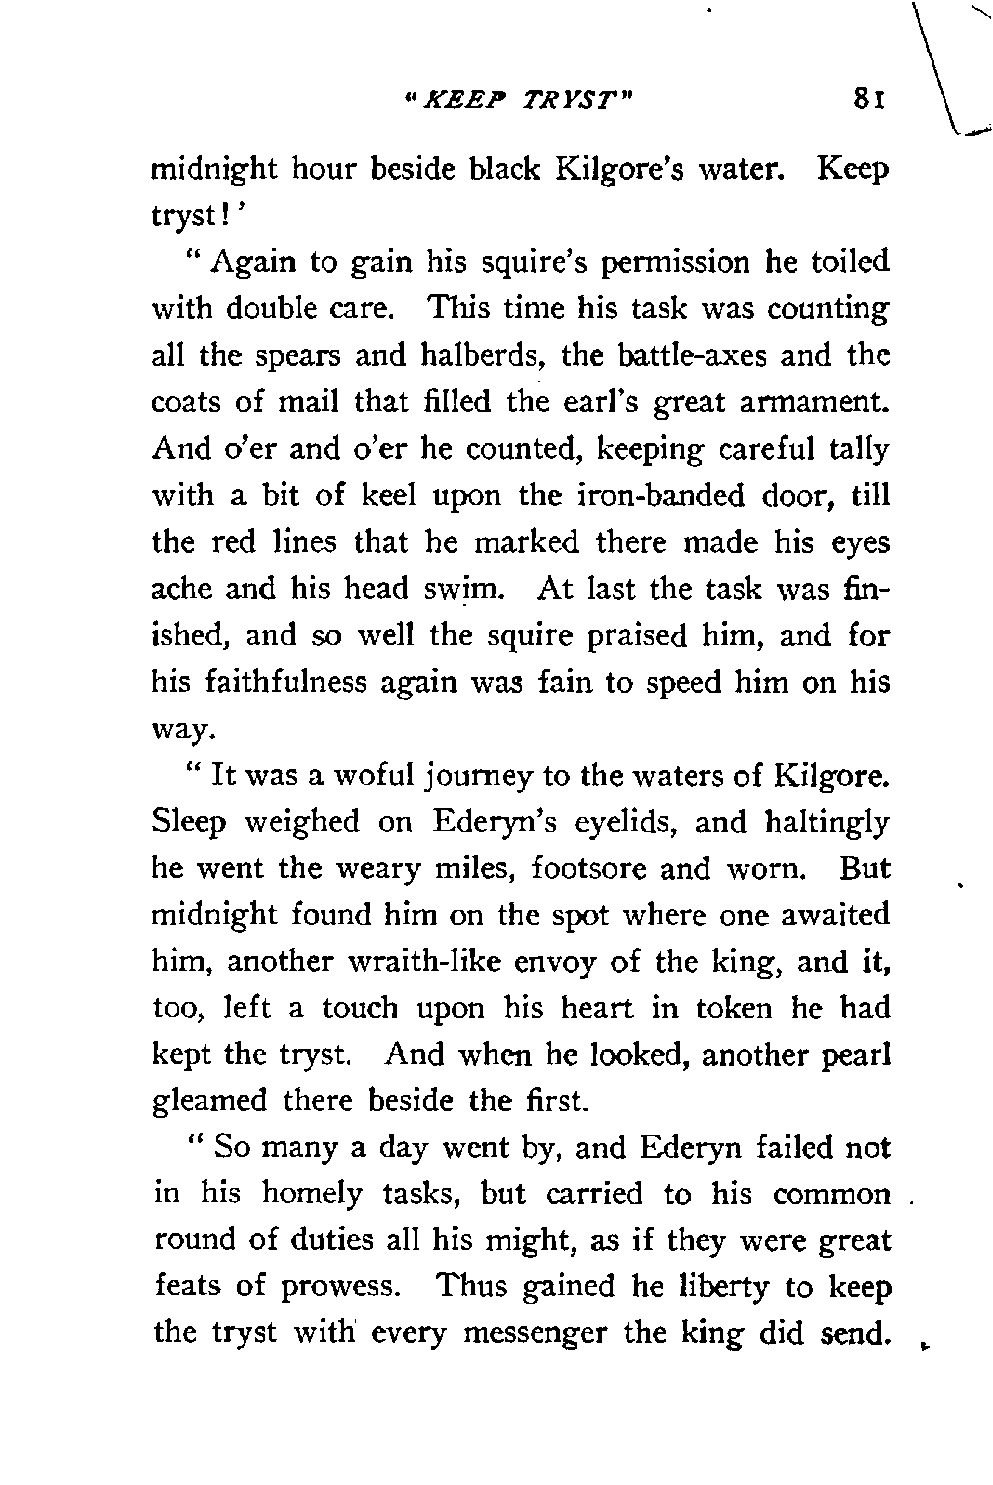 "KEEP TRYST" 81
midnight hour beside black Kilgore's water. Keep
tryst!'
"Again to gain his squire's permission he toiled
with double care. This time his task was counting
all the spears and halberds, the battle-axes and the
coats of mail that filled the earl's great armament.
And o'er and o'er he counted, keeping careful tally
with a bit of keel upon the iron-banded door, till
the red lines that he marked there made his eyes
ache and his head swim. At last the task was fin-
ished, and so well the squire praised him, and for
his faithfulness again was fain to speed him on his
way.
"It was a woful journey to the waters of Kilgore.
Sleep weighed on Ederyn's eyelids, and haltingly
he went the weary miles, footsore and worn. But
midnight found him on the spot where one awaited
him, another wraith-like envoy of the king, and it,
too, left a touch upon his heart in token he had
kept the tryst. And when he looked, another pearl
gleamed there beside the first.
"So many a day went by, and Ederyn failed not
in his homely tasks, but carried to his common
round of duties all his might, as if they were great
feats of prowess. Thus gained he liberty to keep
the tryst with every messenger the king did send.